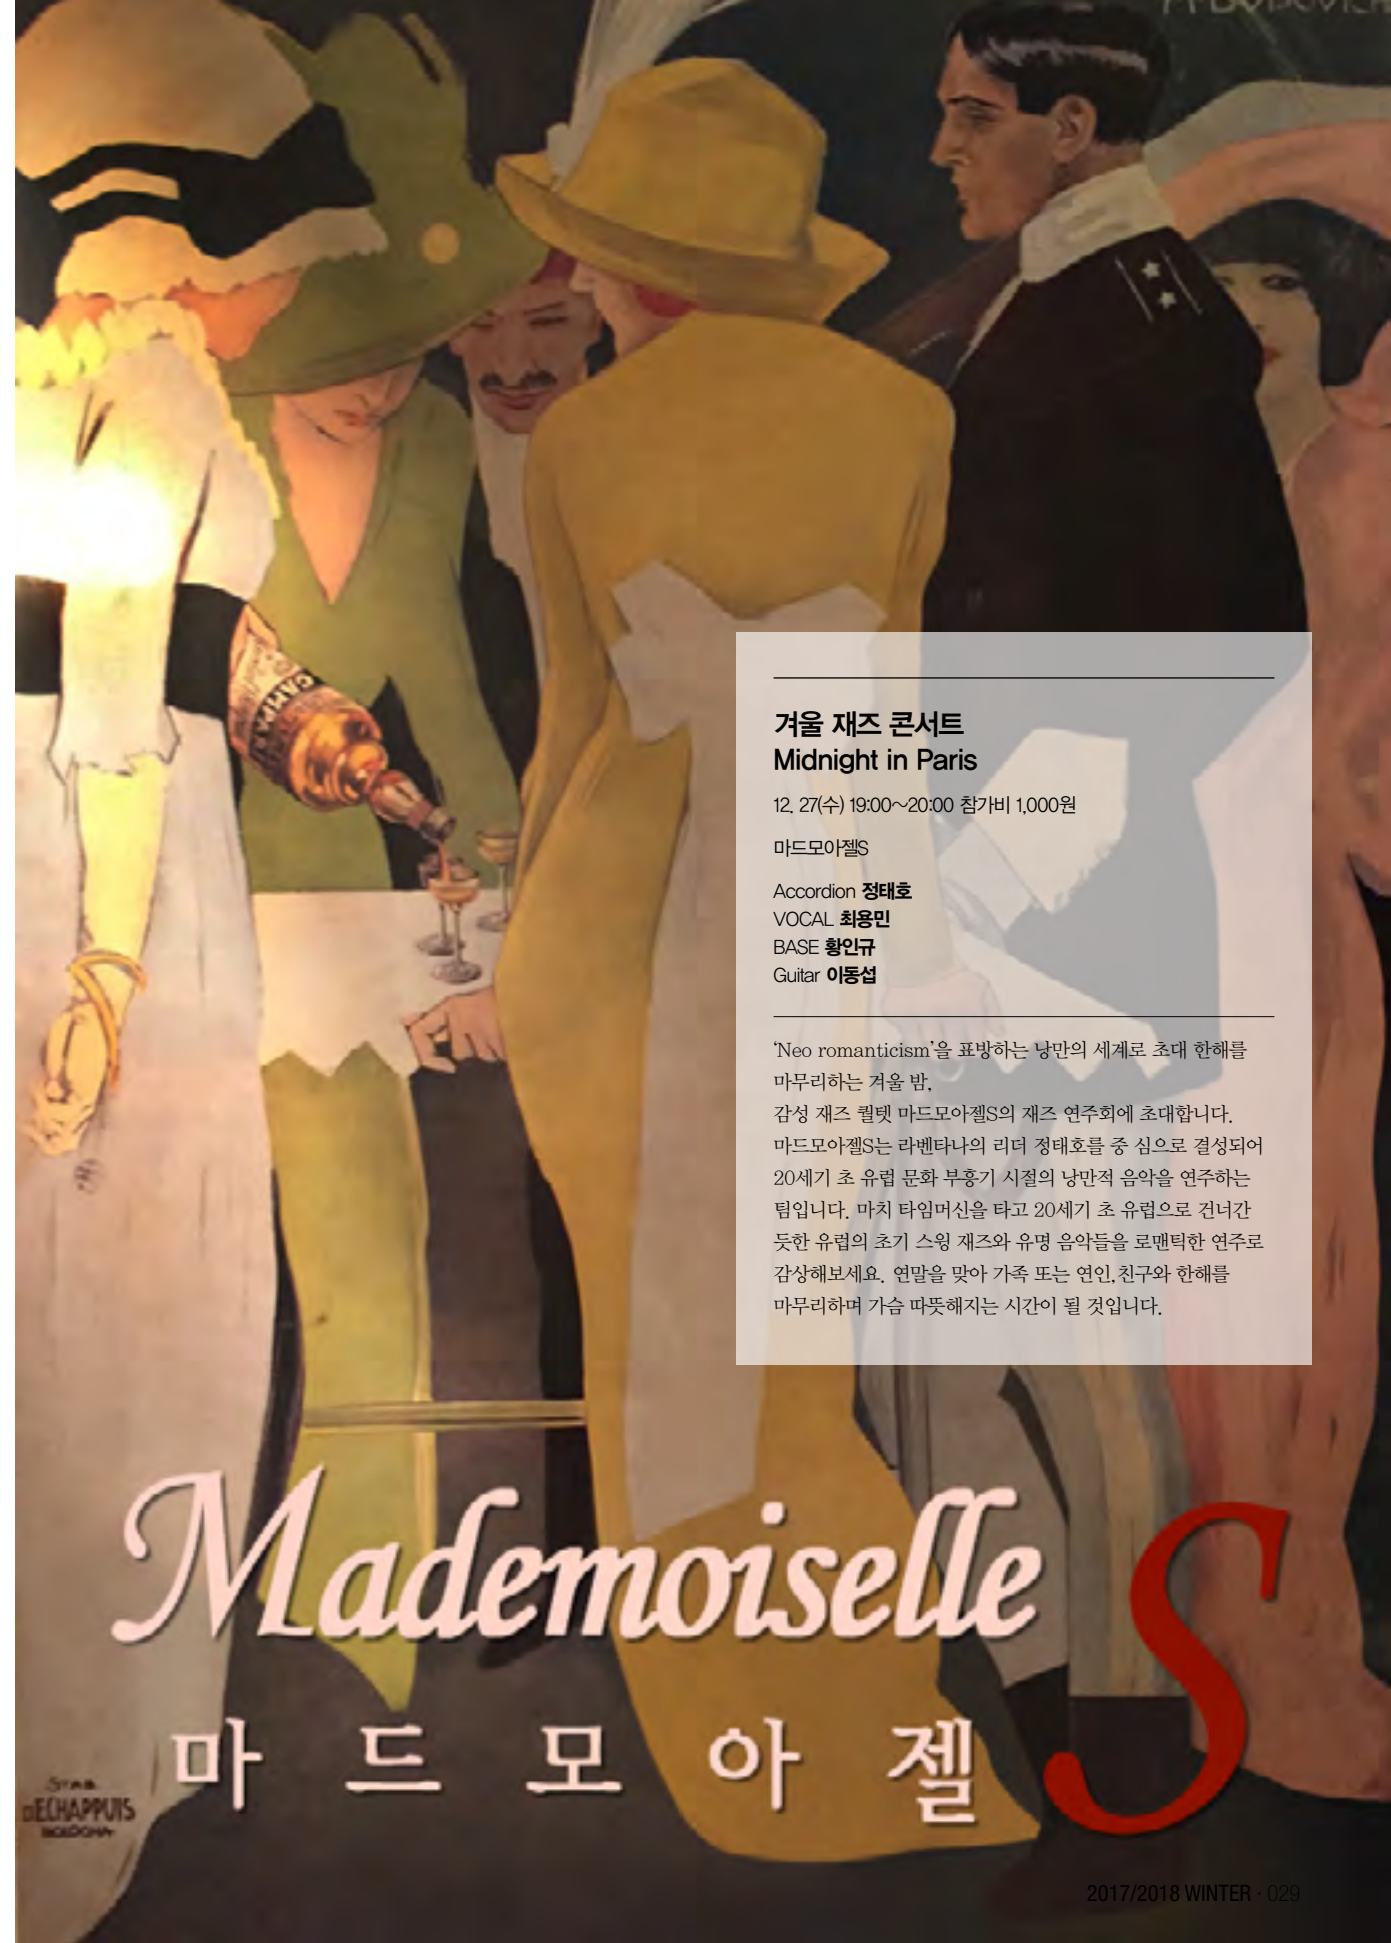 겨울 재즈 콘서트
Midnight in Paris
12. 27(수) 19:00~20:00 참가비 1,000원
마드모아젤S
Accordion 정태호
VOCAL 최용민
BASE 황인규
Guitar 이동섭
‘Neo romanticism’을 표방하는 낭만의 세계로 초대 한해를
마무리하는 겨울 밤,
감성 재즈 퀄텟 마드모아젤S의 재즈 연주회에 초대합니다.
마드모아젤S는 라벤타나의 리더 정태호를 중 심으로 결성되어
20세기 초 유럽 문화 부흥기 시절의 낭만적 음악을 연주하는
팀입니다. 마치 타임머신을 타고 20세기 초 유럽으로 건너간
듯한 유럽의 초기 스윙 재즈와 유명 음악들을 로맨틱한 연주로
감상해보세요. 연말을 맞아 가족 또는 연인,친구와 한해를
마무리하며 가슴 따뜻해지는 시간이 될 것입니다.
CAMPA
Mademoiselle S
마드모아젤
STAB
DECHAPPUIS
BOLOGNA
2017/2018 WINTER · 029